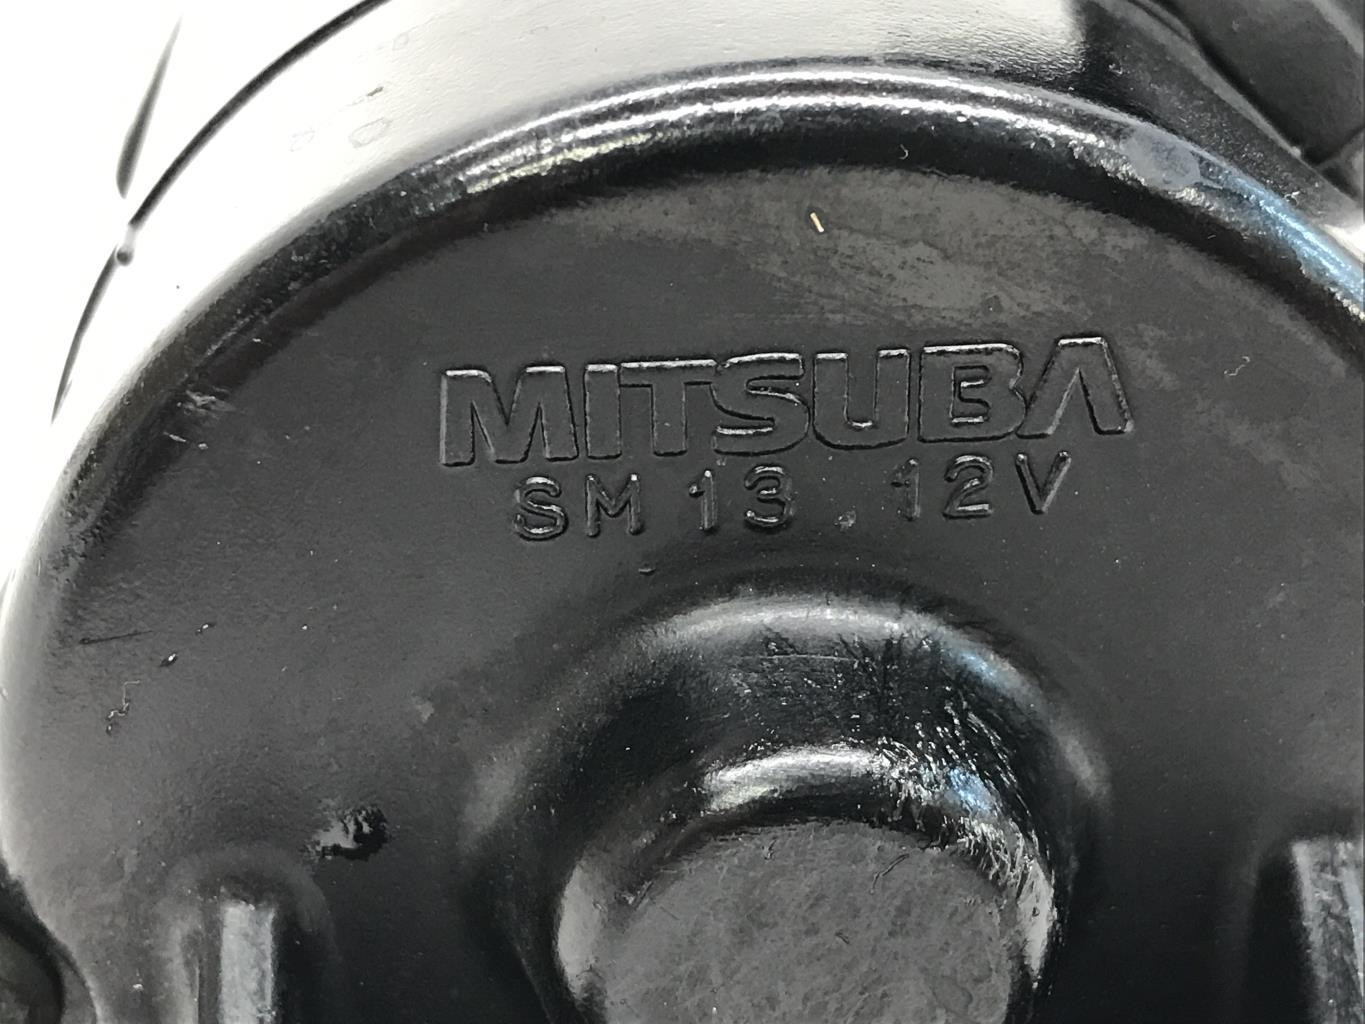 MITSUBA
SM 13 . 12V